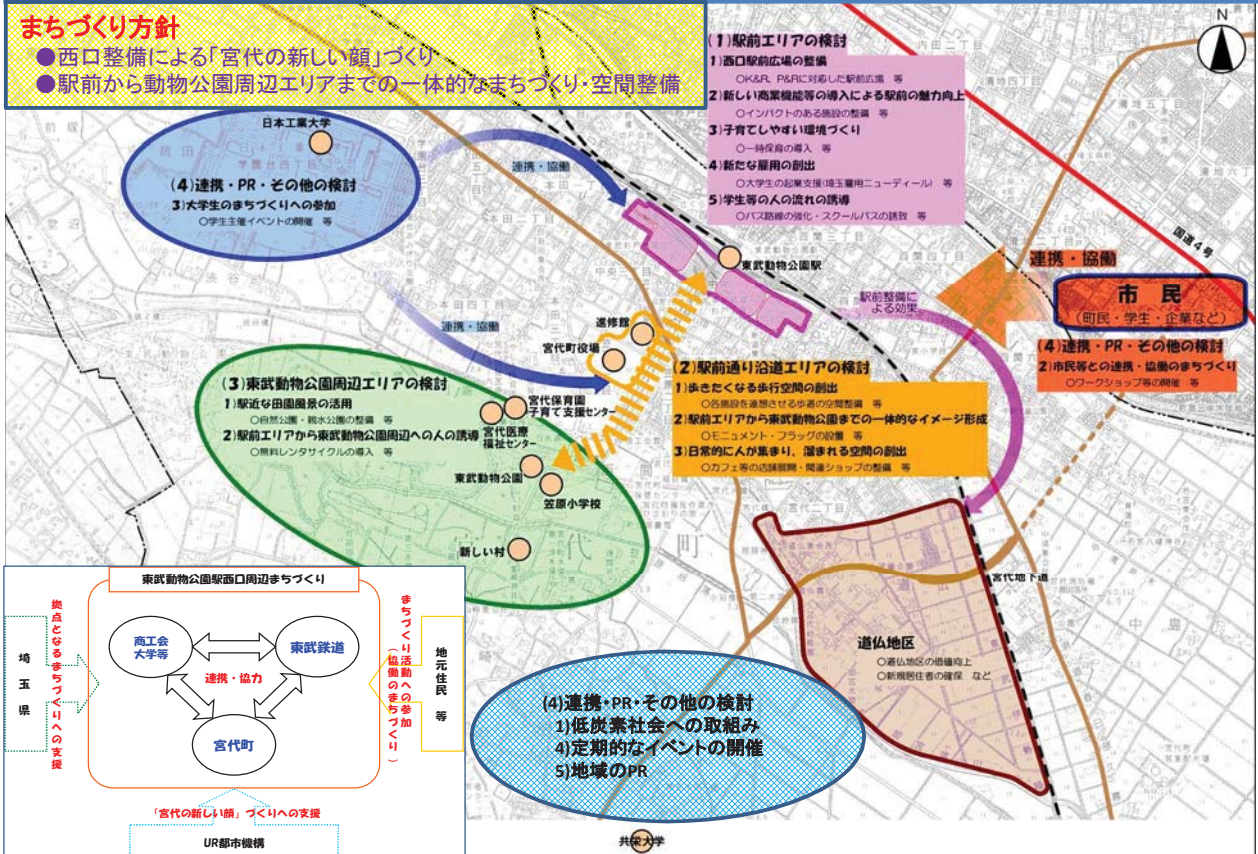 まちづくり方針
●西口整備による「宮代の新しい顔」づくり
●駅前から動物公園周辺エリアまでの一体的なまちづくり・空間整備
N
(1)駅前エリアの検討
1)西口駅前広場の整備
○K&R、P&Rに対応した駅前広場 等
2)新しい商業機能等の導入による駅前の魅力向上
○インパクトのある施設の整備 等
3)子育てしやすい環境づくり
○一時保育の導入 等
4)新たな雇用の創出
○大学生の起業支援(埼玉雇用ニューディール) 等
5)学生等の人の流れの誘導
○バス路線の強化・スクールバスの誘致 等
日本工業大学
(4)連携・PR・その他の検討
3)大学生のまちづくりへの参加
○学生主催イベントの開催 等
連携・協働
連携・協働
国道4号
東武動物公園駅
駅前整備に
よる効果
連携・協働
市 民
(町民・学生・企業など)
(4)連携・PR・その他の検討
2)市民等との連携・協働のまちづくり
○ワークショップ等の開催 等
進修館
宮代町役場
(2)駅前通り沿道エリアの検討
1)歩きたくなる歩行空間の創出
○各施設を連想させる歩道の空間整備 等
2)駅前エリアから東武動物公園までの一体的なイメージ形成
○モニュメント・フラッグの設置 等
3)日常的に人が集まり、溜まれる空間の創出
○カフェ等の店舗展開・関連ショップの整備 等
(3)東武動物公園周辺エリアの検討
1)駅近な田園風景の活用
○自然公園・親水公園の整備 等
2)駅前エリアから東武動物公園周辺への人の誘導
○無料レンタサイクルの導入 等
宮代保育園
子育て支援センター
宮代医療
福祉センター
東武動物公園
笠原小学校
新しい村
宮代地下道
道仏地区
○道仏地区の価値向上
○新規居住者の確保 など
(4)連携・PR・その他の検討
1)低炭素社会への取組み
4)定期的なイベントの開催
5)地域のPR
共栄大学
東武動物公園駅西口周辺まちづくり
埼玉県
拠点となるまちづくりへの支援
商工会
大学等
東武鉄道
連携・協力
宮代町
まちづくり活動への参加
(協働のまちづくり)
地元住民 等
「宮代の新しい顔」づくりへの支援
UR都市機構